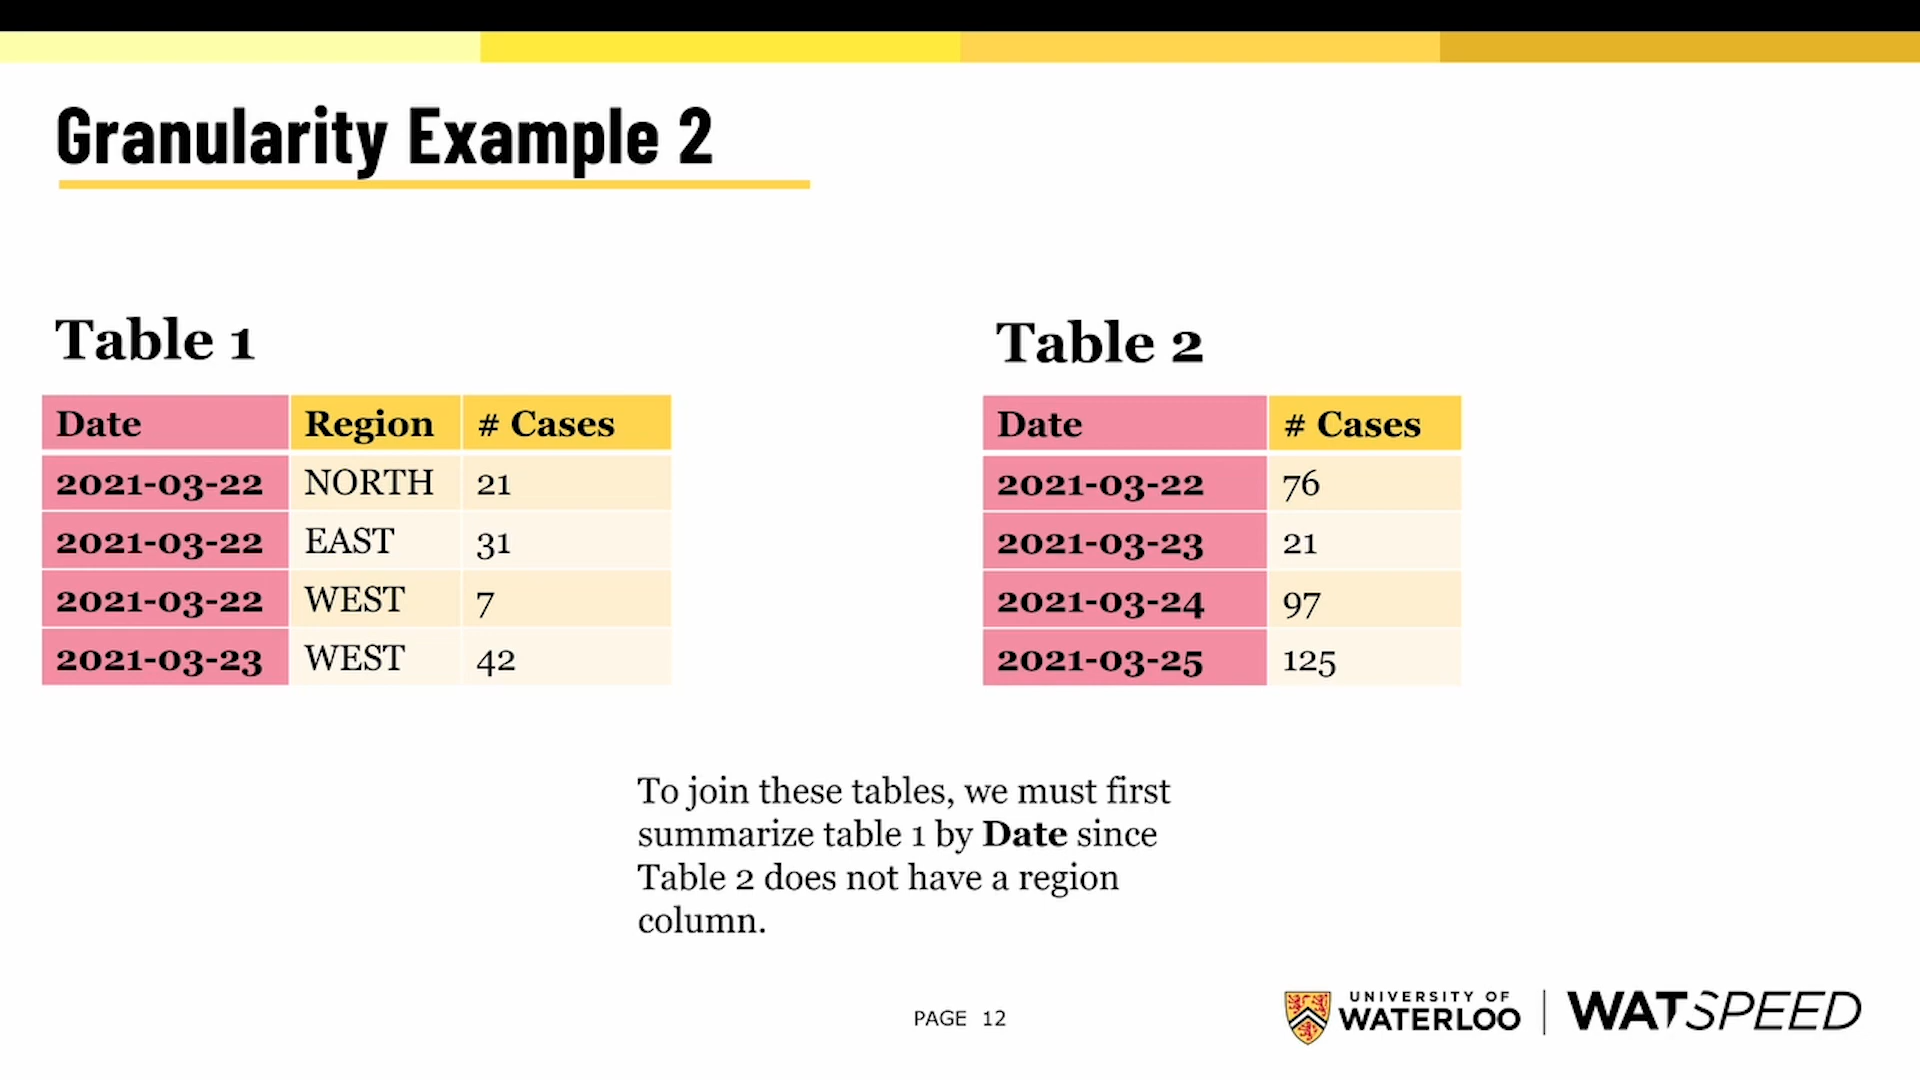 Granularity Example 2
Table 1
Date Region # Cases
2021-03-22 NORTH 21
2021-03-22 EAST 31
2021-03-22 WEST 7
2021-03-23 WEST 42
Table 2
Date # Cases
2021-03-22 76
2021-03-23 21
2021-03-24 97
2021-03-25 125
To join these tables, we must first
summarize table 1 by Date since
Table 2 does not have a region
column.
PAGE 12
UNIVERSITY OF
WATERLOO
WATSPEED